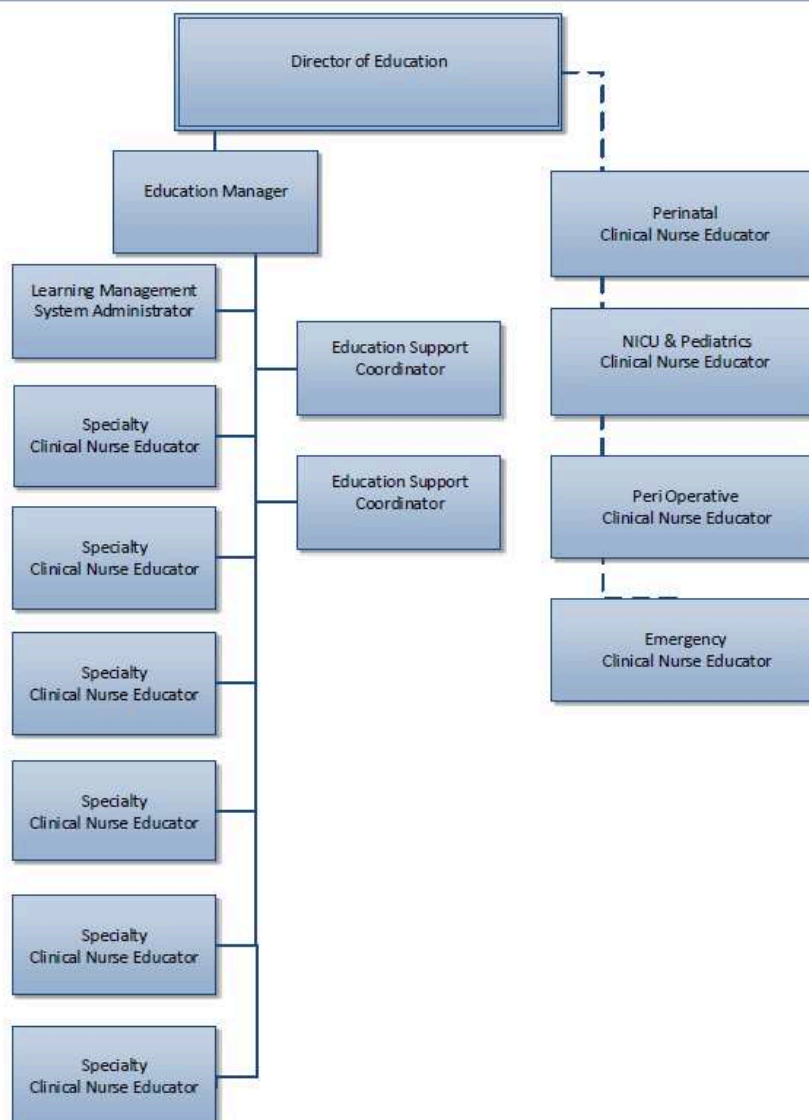 Director of Education
Education Manager
Learning Management
System Administrator
Education Support
Coordinator
Specialty
Clinical Nurse Educator
Education Support
Coordinator
Specialty
Clinical Nurse Educator
Specialty
Clinical Nurse Educator
Specialty
Clinical Nurse Educator
Specialty
Clinical Nurse Educator
Specialty
Clinical Nurse Educator
Perinatal
Clinical Nurse Educator
NICU & Pediatrics
Clinical Nurse Educator
Peri Operative
Clinical Nurse Educator
Emergency
Clinical Nurse Educator